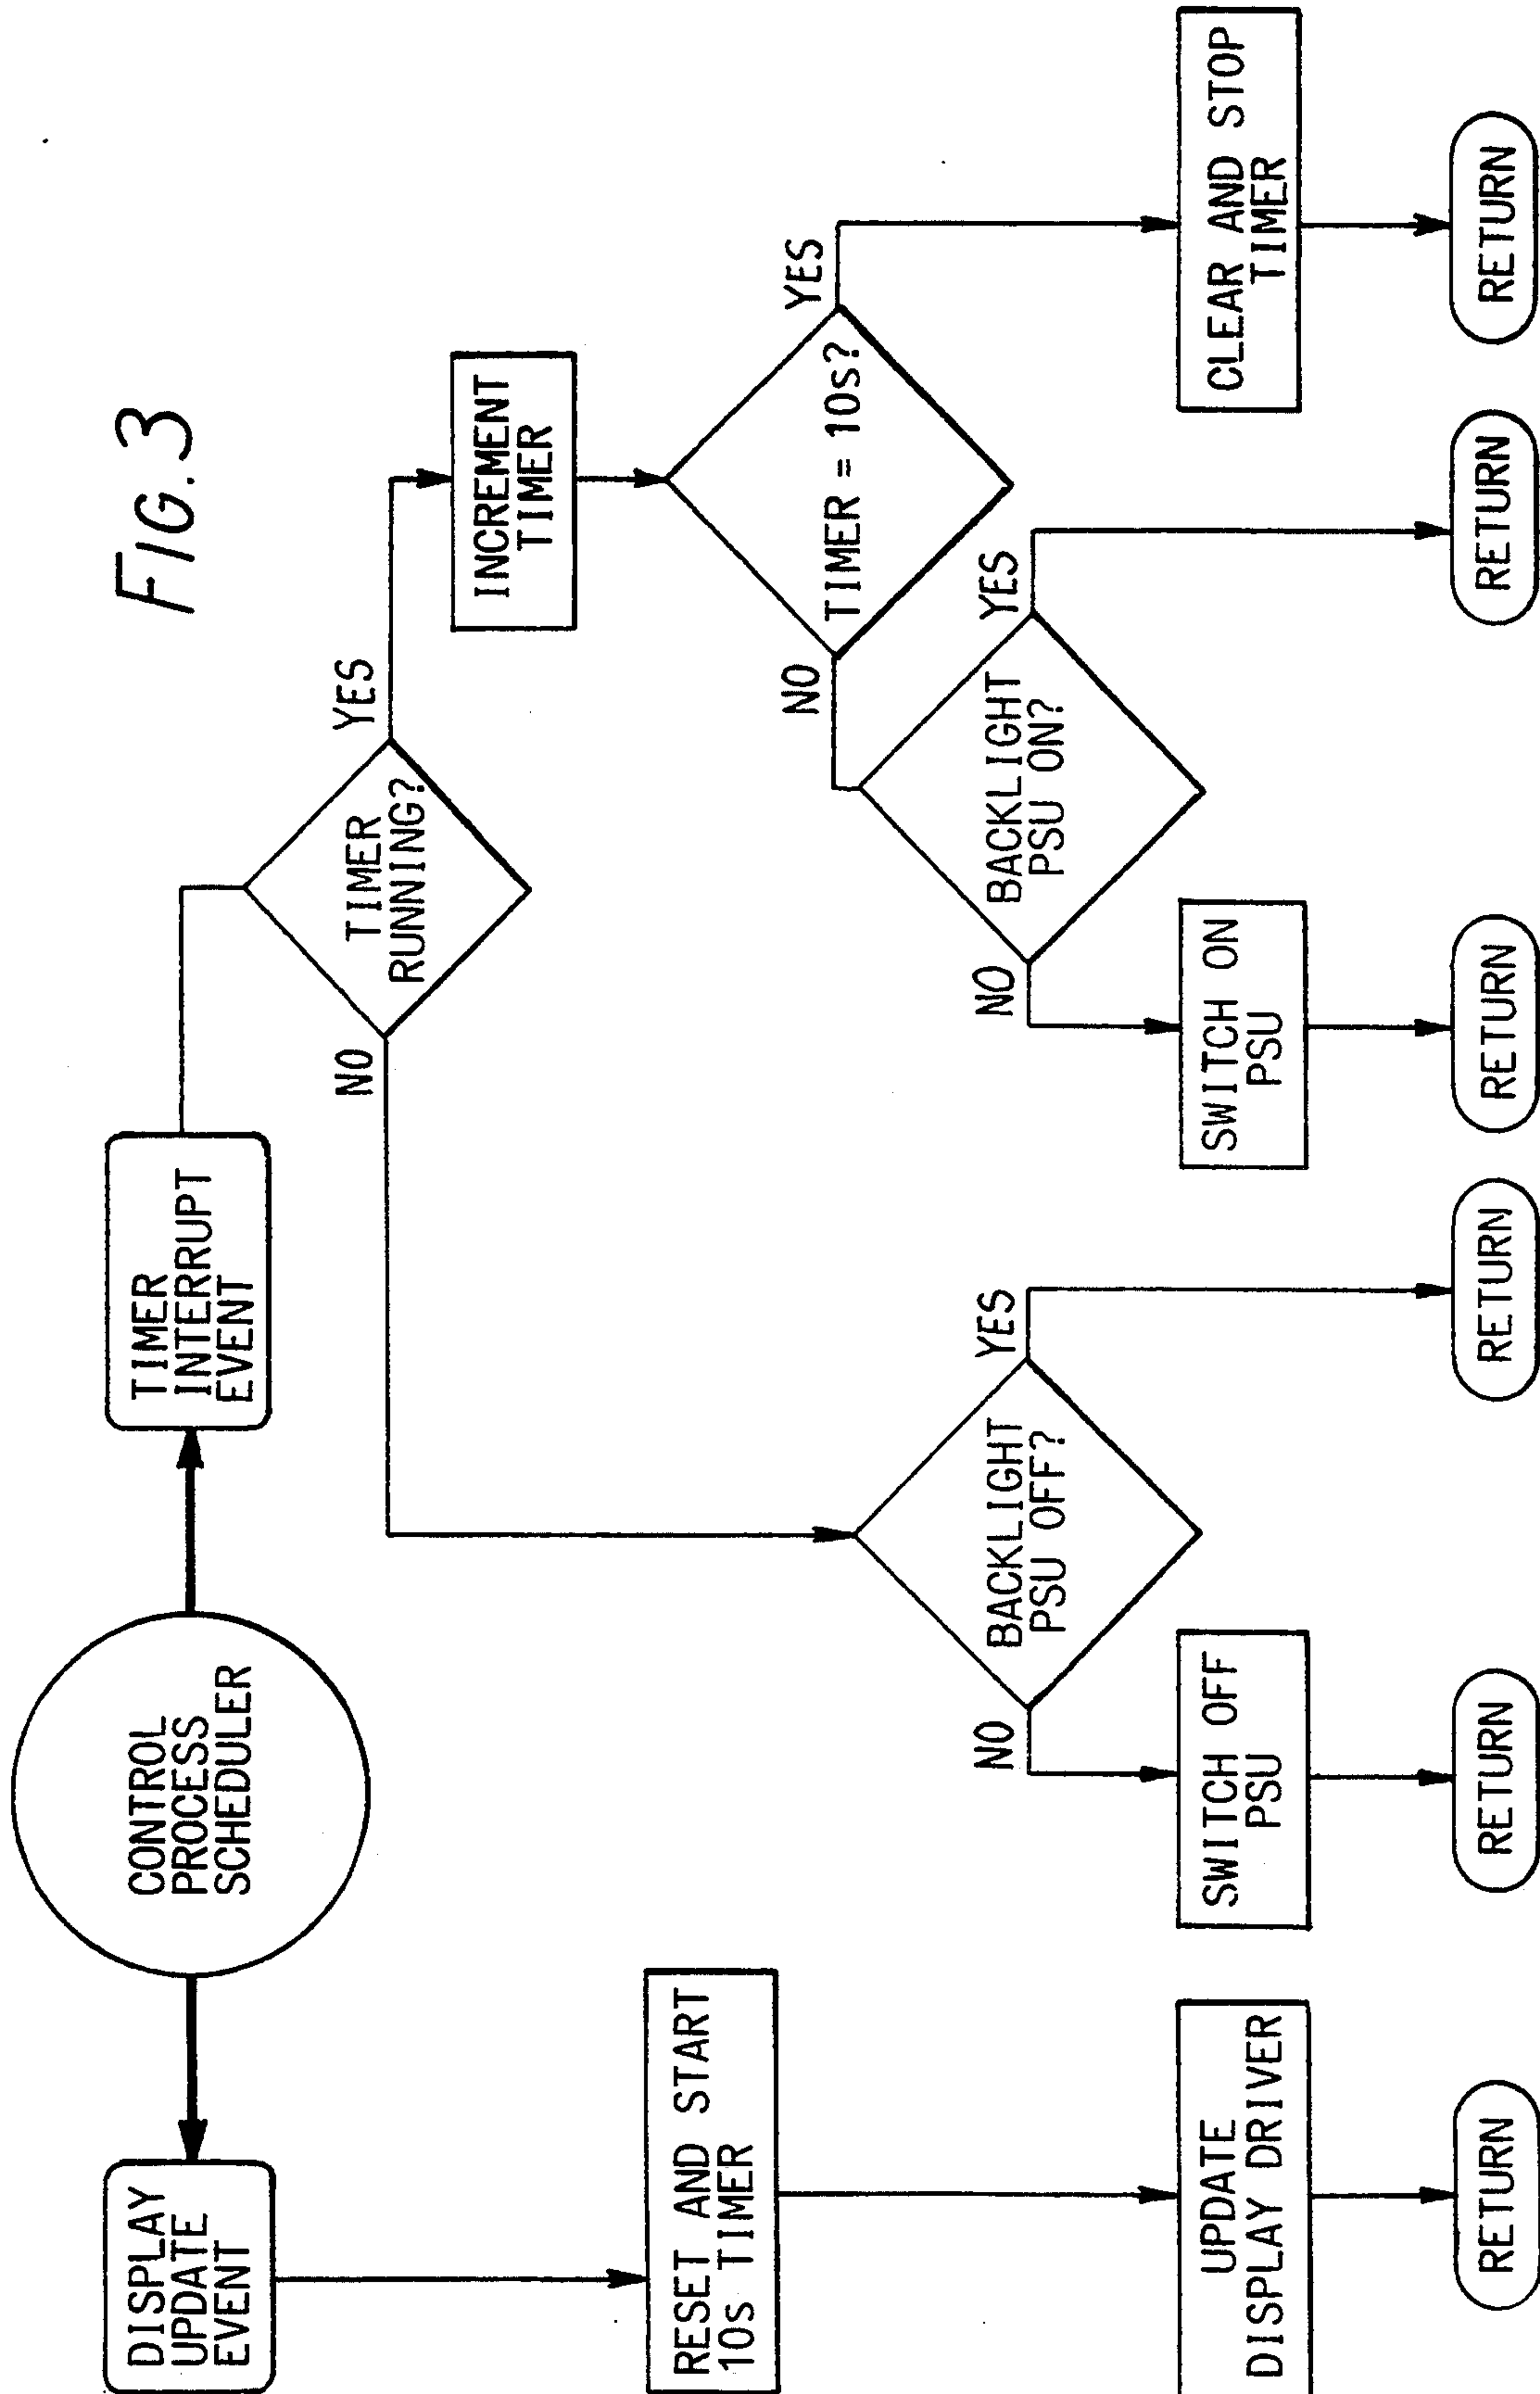 FIG.3
CONTROL
PROCESS
SCHEDULER
DISPLAY
UPDATE
EVENT
TIMER
INTERRUPT
EVENT
RESET AND START
10s TIMER
UPDATE
DISPLAY DRIVER
RETURN
TIMER
RUNNING?
NO
YES
BACKLIGHT
PSU OFF?
NO
YES
SWITCH OFF
PSU
RETURN
RETURN
INCREMENT
TIMER
TIMER = 10s?
NO
YES
BACKLIGHT
PSU ON?
NO
YES
SWITCH ON
PSU
RETURN
RETURN
CLEAR AND STOP
TIMER
RETURN